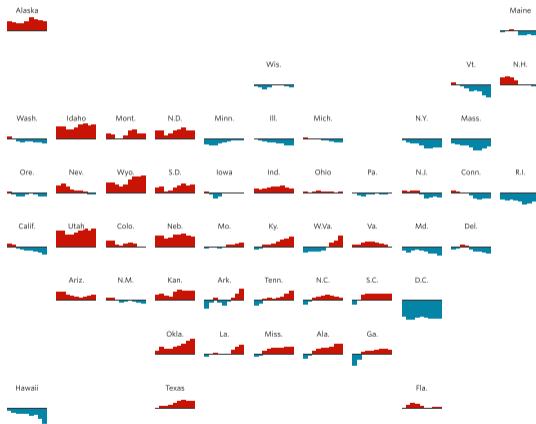 Alaska Maine
Wis. Vt. N.H.
Wash. Idaho Mont. N.D. Minn. Ill. Mich. N.Y. Mass.
Ore. Nev. Wyo. S.D. Iowa Ind. Ohio Pa. N.J. Conn. R.I.
Calif. Utah Colo. Neb. Mo. Ky. W.Va. Va. Md. Del.
Ariz. N.M. Kan. Ark. Tenn. N.C. S.C. D.C.
Okla. La. Miss. Ala. Ga.
Hawaii Texas Fla.